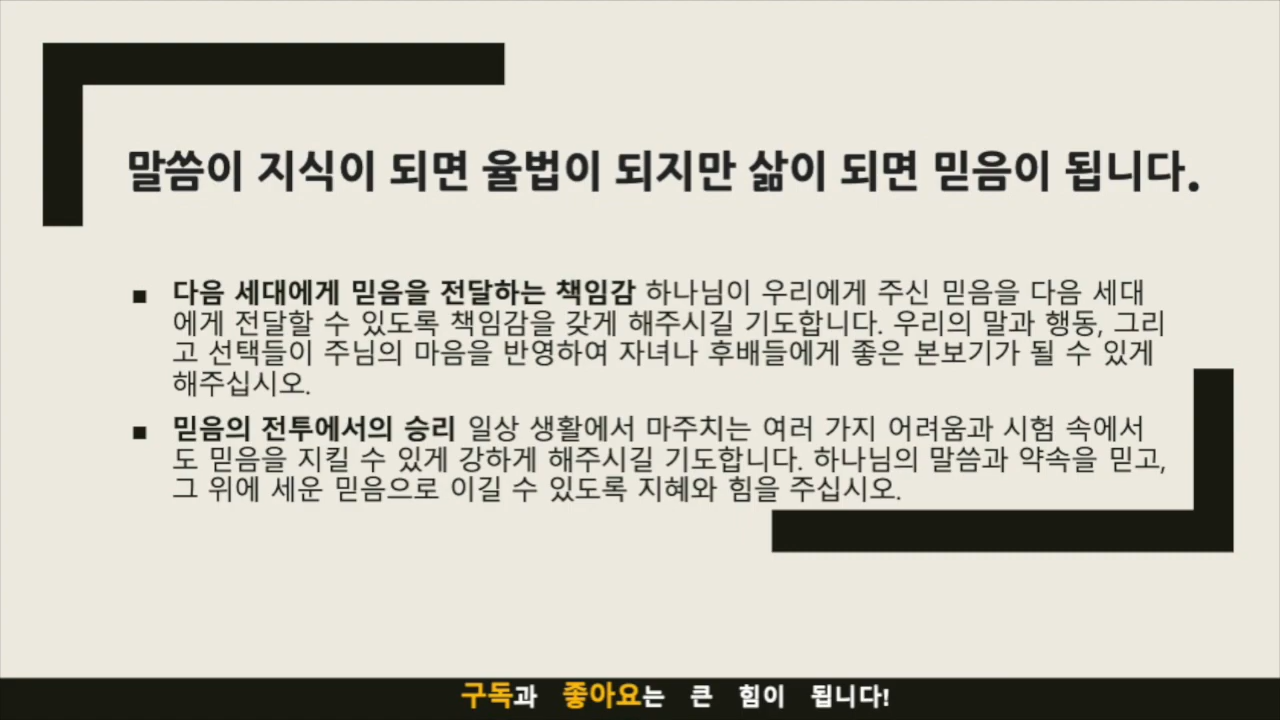 말씀이 지식이 되면 율법이 되지만 삶이 되면 믿음이 됩니다.
■ 다음 세대에게 믿음을 전달하는 책임감 하나님이 우리에게 주신 믿음을 다음 세대
에게 전달할 수 있도록 책임감을 갖게 해주시길 기도합니다. 우리의 말과 행동, 그리
고 선택들이 주님의 마음을 반영하여 자녀나 후배들에게 좋은 본보기가 될 수 있게
해주십시오.
■ 믿음의 전투에서의 승리 일상 생활에서 마주치는 여러 가지 어려움과 시험 속에서
도 믿음을 지킬 수 있게 강하게 해주시길 기도합니다. 하나님의 말씀과 약속을 믿고,
그 위에 세운 믿음으로 이길 수 있도록 지혜와 힘을 주십시오.
구독과 좋아요는 큰 힘이 됩니다!